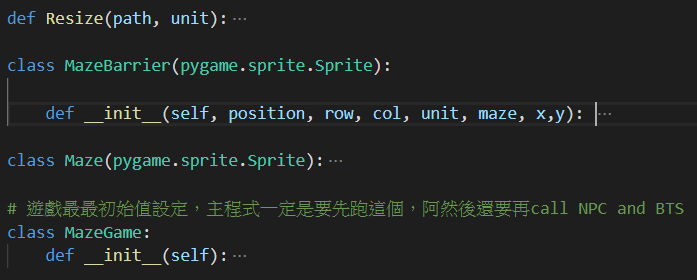 def Resize(path, unit):…
class MazeBarrier(pygame.sprite.Sprite):
def __init__(self, position, row, col, unit, maze, x,y): …
class Maze(pygame.sprite.Sprite):…
# 遊戲最最初始值設定，主程式一定是要先跑這個，阿然後還要再call NPC and BTS
class MazeGame:
def __init__(self):…